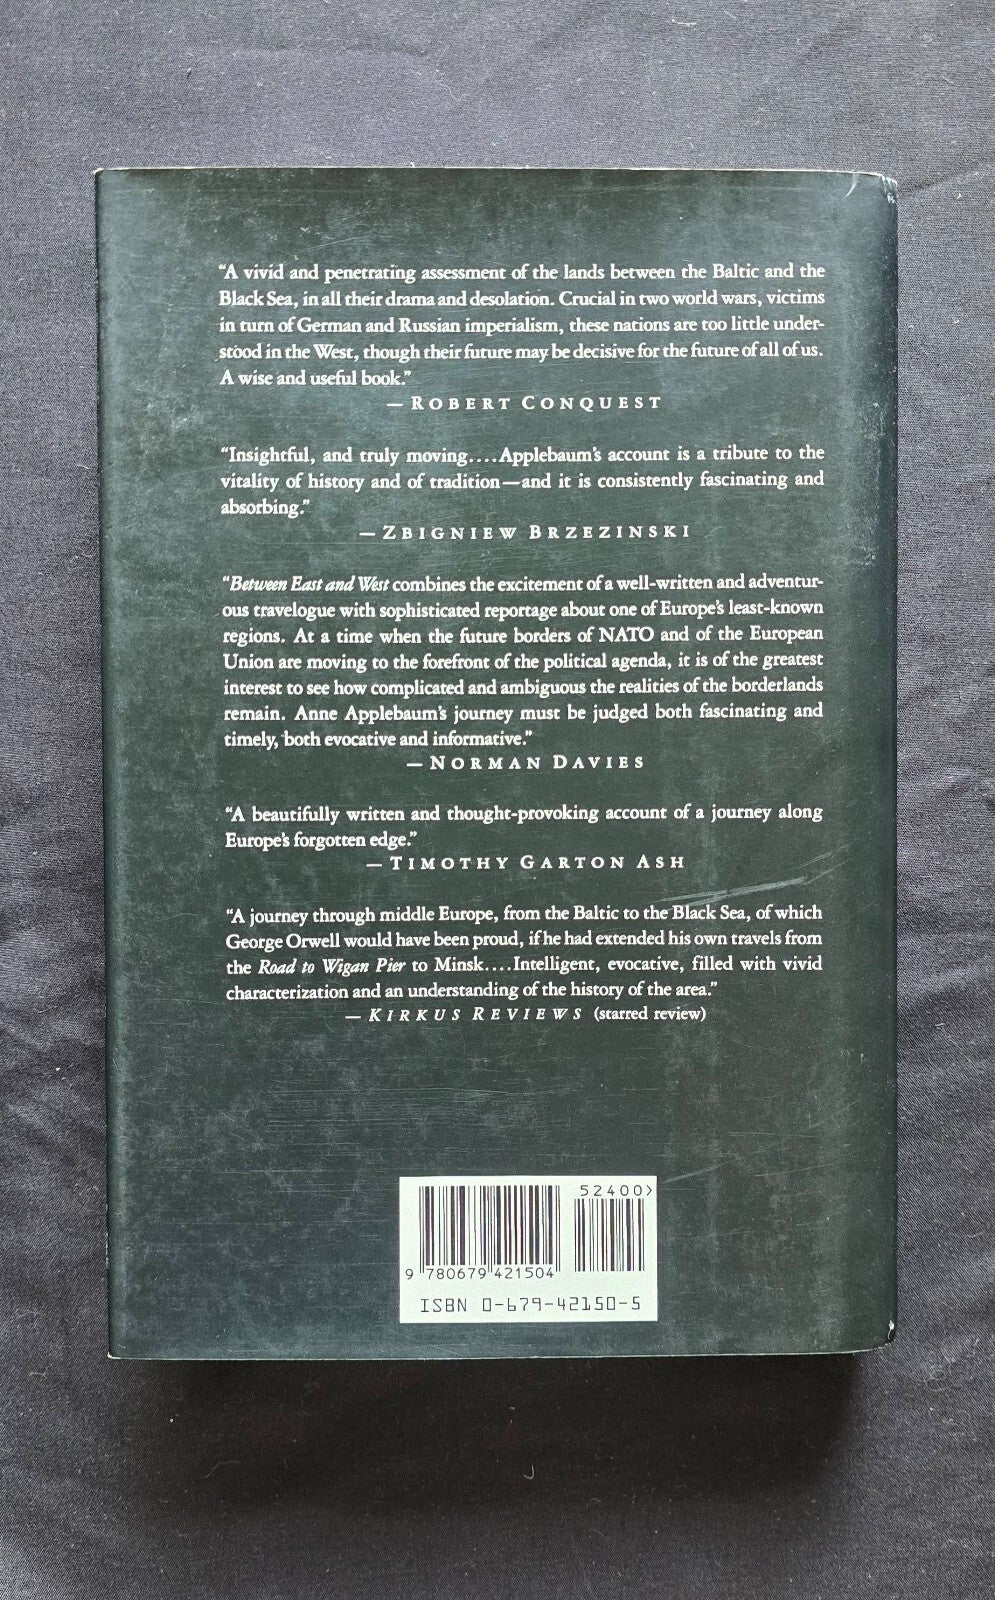 “A vivid and penetrating assessment of the lands between the Baltic and the
Black Sea, in all their drama and desolation. Crucial in two world wars, victims
in turn of German and Russian imperialism, these nations are too little under-
stood in the West, though their future may be decisive for the future of all of us.
A wise and useful book.”
— ROBERT CONQUEST
“Insightful, and truly moving....Applebaum’s account is a tribute to the
vitality of history and of tradition—and it is consistently fascinating and
absorbing.”
— ZBIGNIEW BRZEZINSKI
“Between East and West combines the excitement of a well-written and adventur-
ous travelogue with sophisticated reportage about one of Europe’s least-known
regions. At a time when the future borders of NATO and of the European
Union are moving to the forefront of the political agenda, it is of the greatest
interest to see how complicated and ambiguous the realities of the borderlands
remain. Anne Applebaum’s journey must be judged both fascinating and
timely, both evocative and informative.”
— NORMAN DAVIES
“A beautifully written and thought-provoking account of a journey along
Europe’s forgotten edge.”
— TIMOTHY GARTON ASH
“A journey through middle Europe, from the Baltic to the Black Sea, of which
George Orwell would have been proud, if he had extended his own travels from
the Road to Wigan Pier to Minsk....Intelligent, evocative, filled with vivid
characterization and an understanding of the history of the area.”
— KIRKUS REVIEWS (starred review)
52400>
9 780679 421504
ISBN 0-679-42150-5